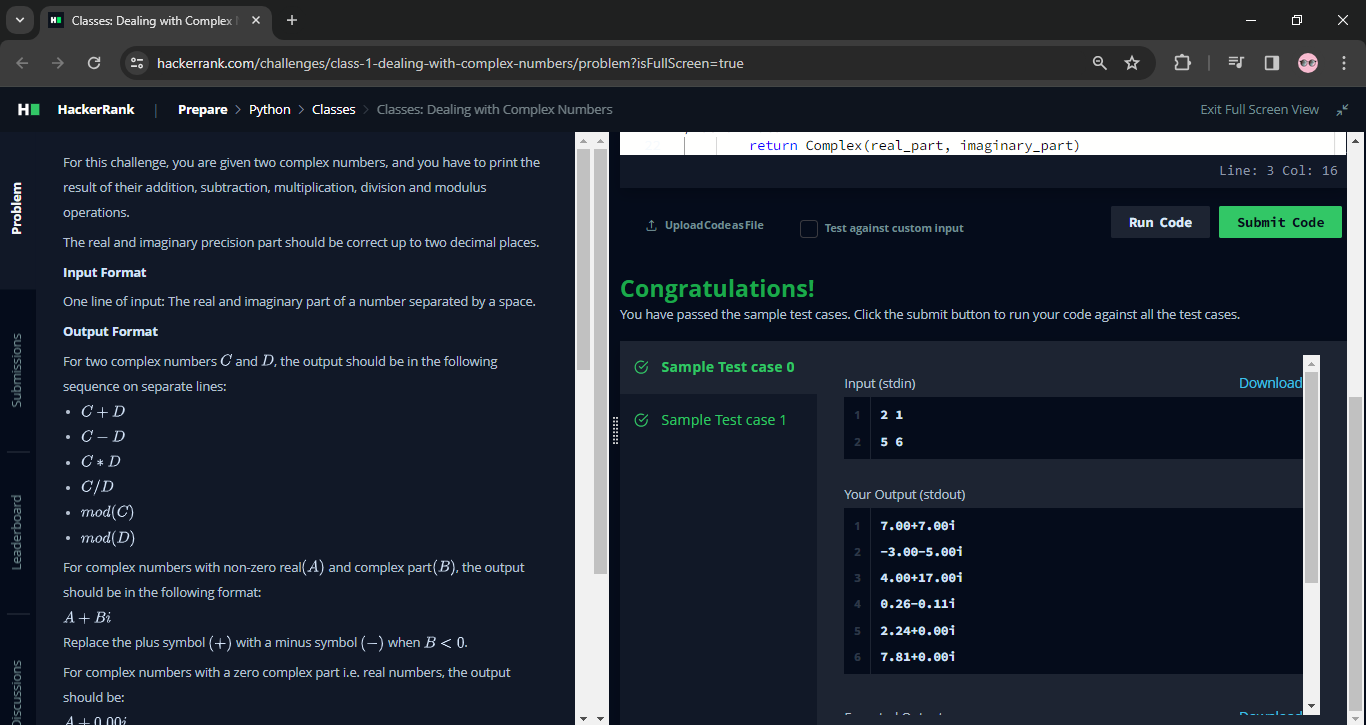 Classes: Dealing with Complex
hackerrank.com/challenges/class-1-dealing-with-complex-numbers/problem?isFullScreen=true
H HackerRank | Prepare > Python > Classes > Classes: Dealing with Complex Numbers
Exit Full Screen View
Problem
Submissions
Leaderboard
Discussions
For this challenge, you are given two complex numbers, and you have to print the
result of their addition, subtraction, multiplication, division and modulus
operations.
The real and imaginary precision part should be correct up to two decimal places.
Input Format
One line of input: The real and imaginary part of a number separated by a space.
Output Format
For two complex numbers C and D, the output should be in the following
sequence on separate lines:
• C + D
• C − D
• C * D
• C/D
• mod(C)
• mod(D)
For complex numbers with non-zero real(A) and complex part(B), the output
should be in the following format:
A + Bi
Replace the plus symbol (+) with a minus symbol (−) when B < 0.
For complex numbers with a zero complex part i.e. real numbers, the output
should be:
A + 0.00i
return Complex(real_part, imaginary_part)
Line: 3 Col: 16
Upload Code as File
Test against custom input
Run Code
Submit Code
Congratulations!
You have passed the sample test cases. Click the submit button to run your code against all the test cases.
Sample Test case 0
Sample Test case 1
Input (stdin)
Download
1 2 1
2 5 6
Your Output (stdout)
1 7.00+7.00i
2 -3.00-5.00i
3 4.00+17.00i
4 0.26-0.11i
5 2.24+0.00i
6 7.81+0.00i
Download